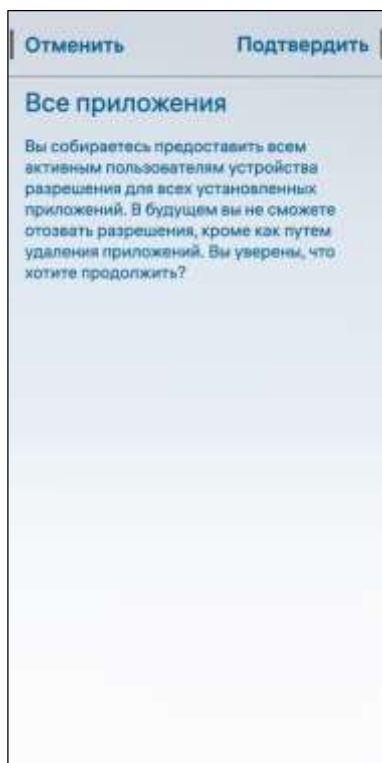 Отменить Подтвердить
Все приложения
Вы собираетесь предоставить всем
активным пользователям устройства
разрешения для всех установленных
приложений. В будущем вы не сможете
отозвать разрешения, кроме как путем
удаления приложений. Вы уверены, что
хотите продолжить?